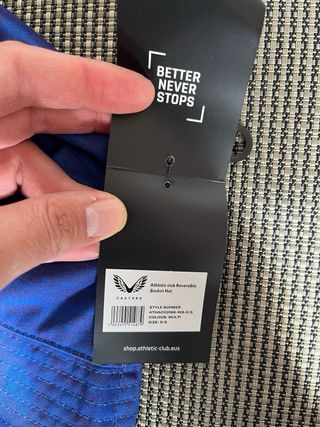 BETTER
NEVER
STOPS
CASTORE
Athletic club Reversible
Bucket Hat
STYLE NUMBER
COLOUR: MULTI
SIZE: O/S
shop.athletic-club.eus